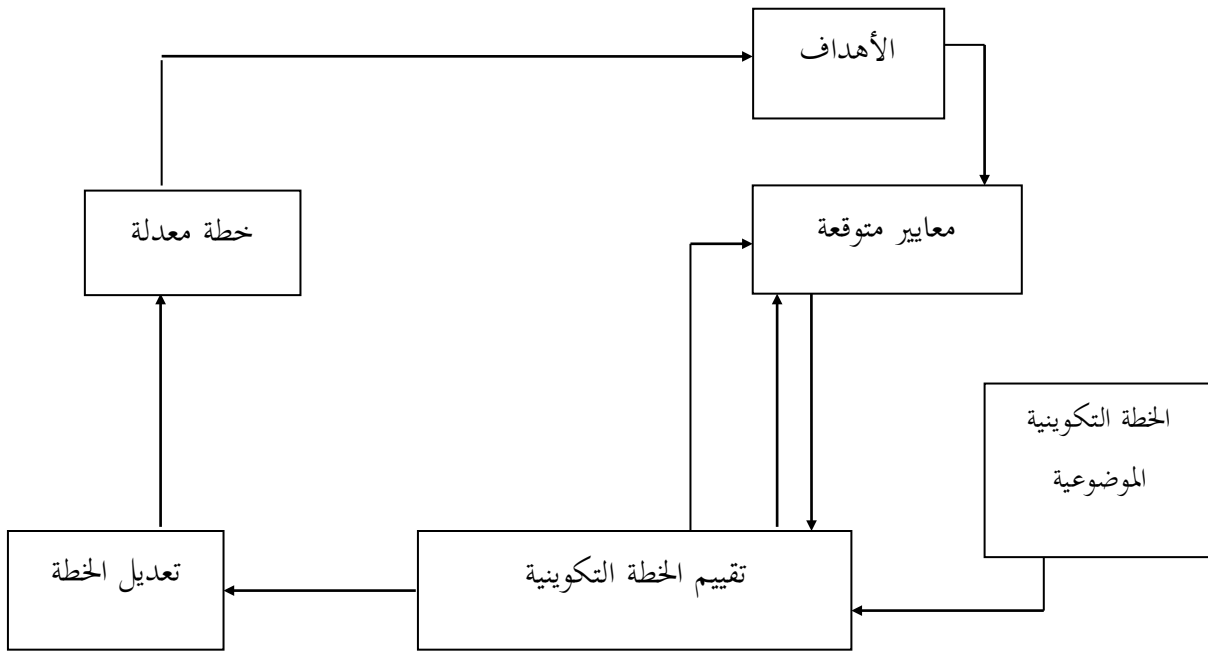 الأهداف
خطة معدلة
معايير متوقعة
الخطة التكوينية
الموضوعية
تعديل الخطة
تقييم الخطة التكوينية